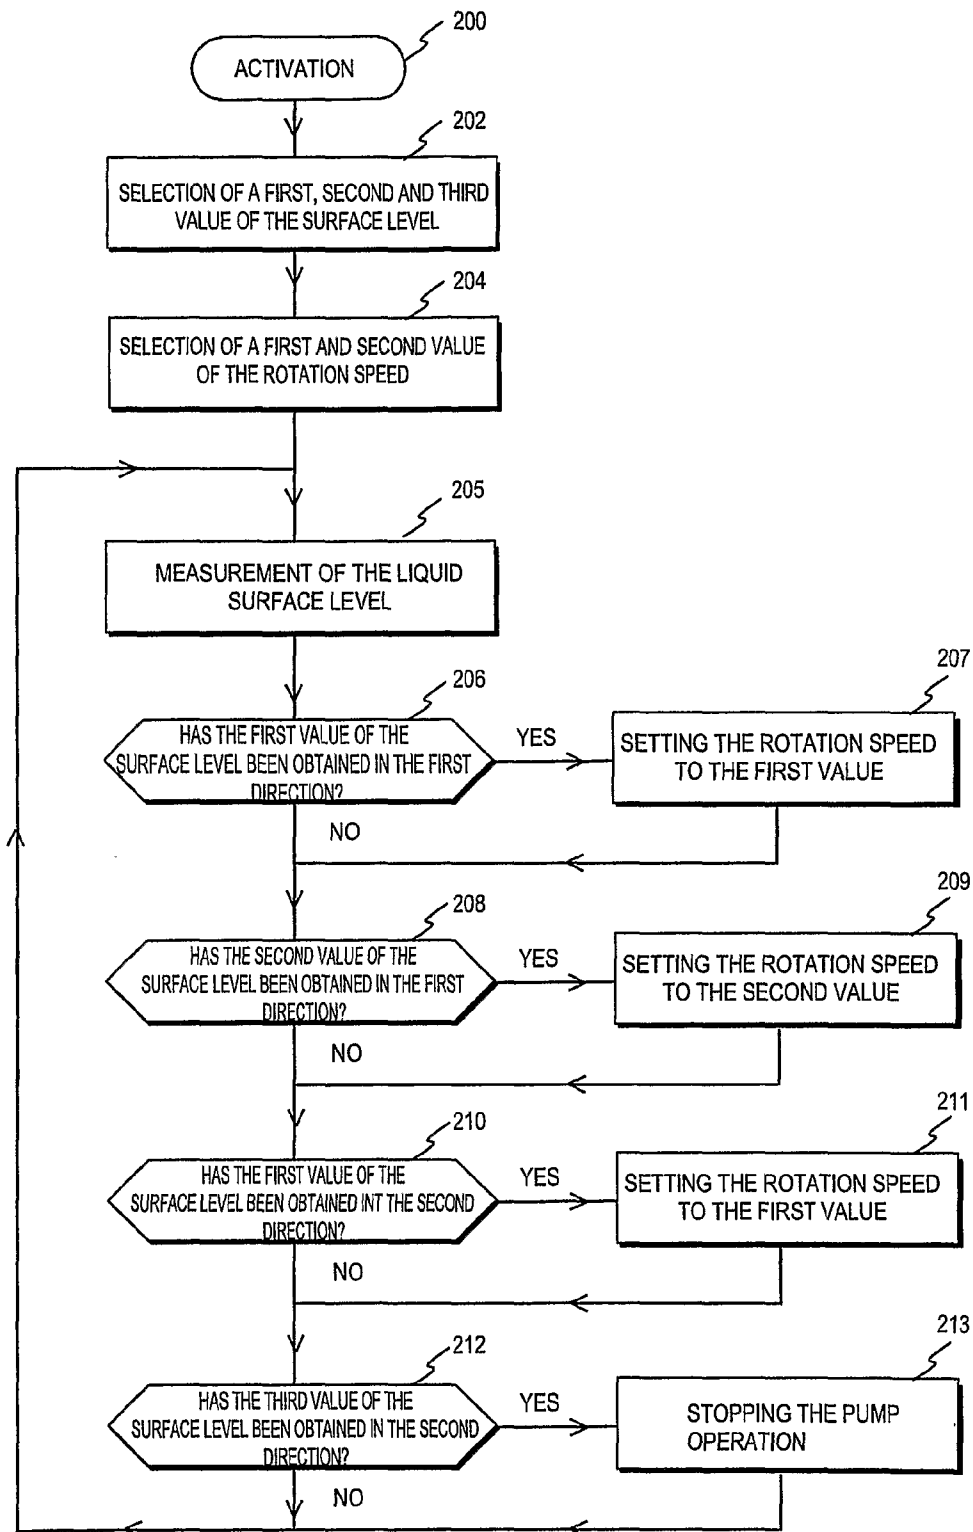 200
ACTIVATION
202
SELECTION OF A FIRST, SECOND AND THIRD
VALUE OF THE SURFACE LEVEL
204
SELECTION OF A FIRST AND SECOND VALUE
OF THE ROTATION SPEED
205
MEASUREMENT OF THE LIQUID
SURFACE LEVEL
206
HAS THE FIRST VALUE OF THE
SURFACE LEVEL BEEN OBTAINED IN THE FIRST
DIRECTION?
YES
207
SETTING THE ROTATION SPEED
TO THE FIRST VALUE
NO
208
HAS THE SECOND VALUE OF THE
SURFACE LEVEL BEEN OBTAINED IN THE FIRST
DIRECTION?
YES
209
SETTING THE ROTATION SPEED
TO THE SECOND VALUE
NO
210
HAS THE FIRST VALUE OF THE
SURFACE LEVEL BEEN OBTAINED INT THE SECOND
DIRECTION?
YES
211
SETTING THE ROTATION SPEED
TO THE FIRST VALUE
NO
212
HAS THE THIRD VALUE OF THE
SURFACE LEVEL BEEN OBTAINED IN THE SECOND
DIRECTION?
YES
213
STOPPING THE PUMP
OPERATION
NO